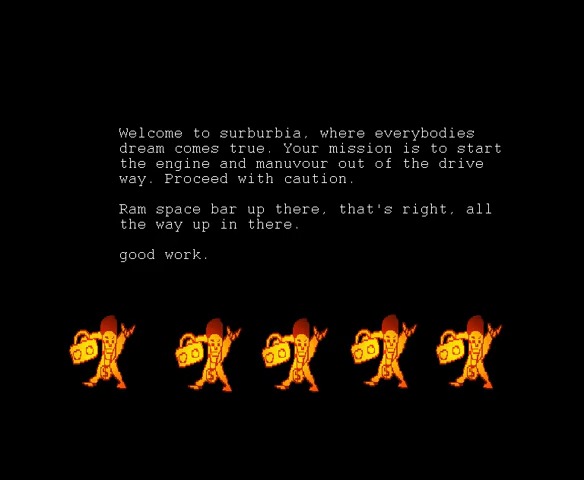 Welcome to surburbia, where everybodies
dream comes true. Your mission is to start
the engine and manuvour out of the drive
way. Proceed with caution.
Ram space bar up there, that's right, all
the way up in there.
good work.